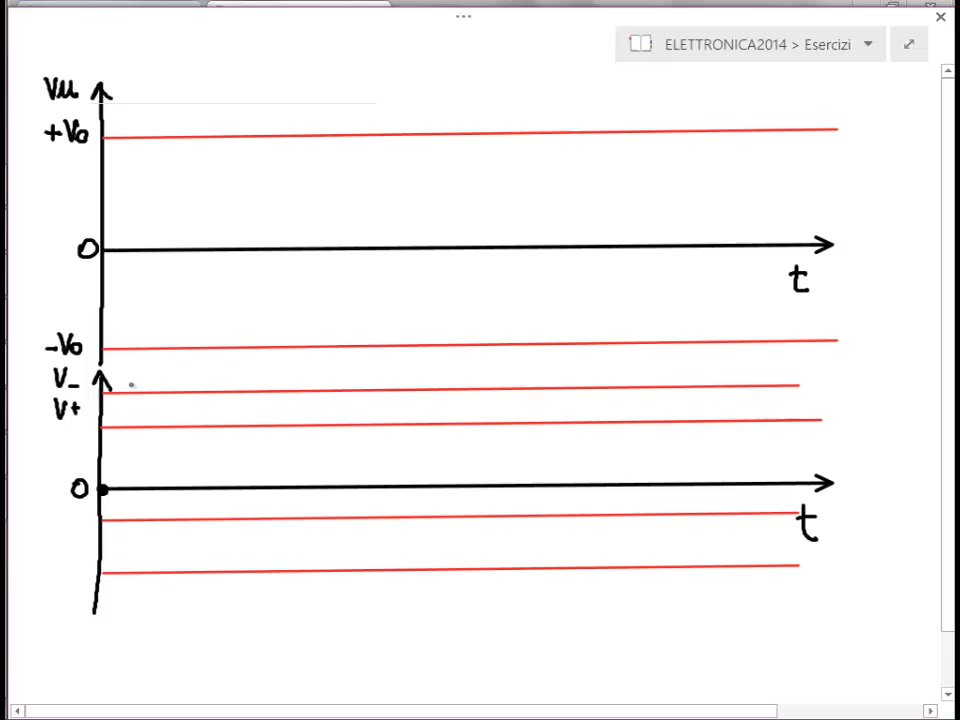 ELETTRONICA2014 > Esercizi
Vu
+Vo
0
t
-Vo
V-
V+
0
t